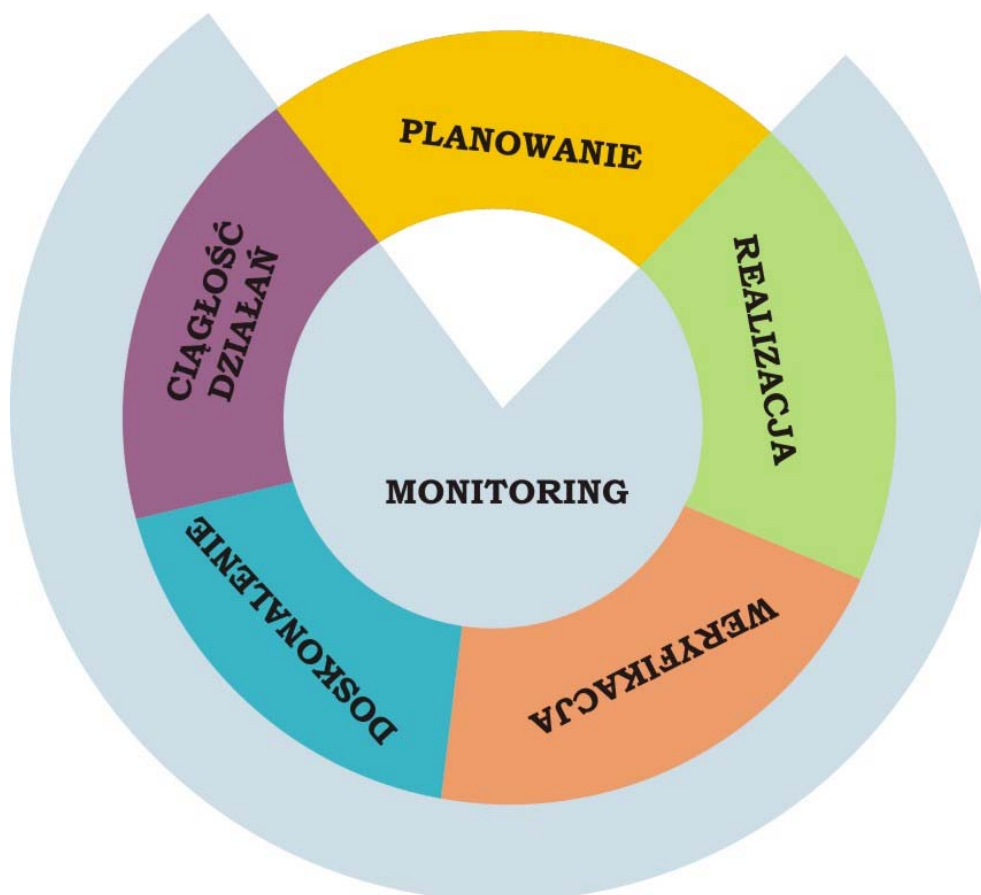 PLANOWANIE
REALIZACJA
WERYFIKACJA
DOSKONALENIE
CIĄGŁOŚĆ
DZIAŁAŃ
MONITORING